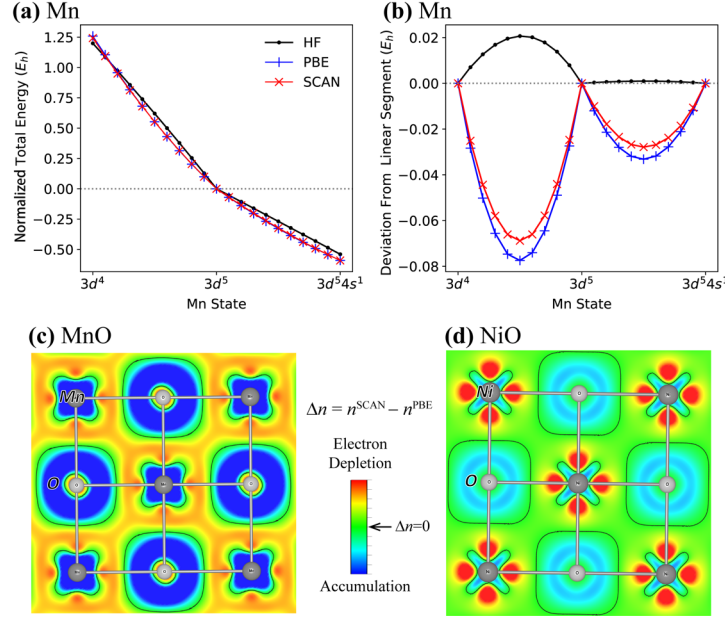 (a) Mn
Normalized Total Energy (Eₕ)
1.25
1.00
0.75
0.50
0.25
0.00
−0.25
−0.50
HF
PBE
SCAN
3d⁴
3d⁵
3d⁵4s¹
Mn State
(b) Mn
Deviation From Linear Segment (Eₕ)
0.02
0.00
−0.02
−0.04
−0.06
−0.08
3d⁴
3d⁵
3d⁵4s¹
Mn State
(c) MnO
Mn
O
Δn = nˢᶜᴬᴺ − nᴾᴮᴱ
Electron
Depletion
Δn=0
Accumulation
(d) NiO
Ni
O